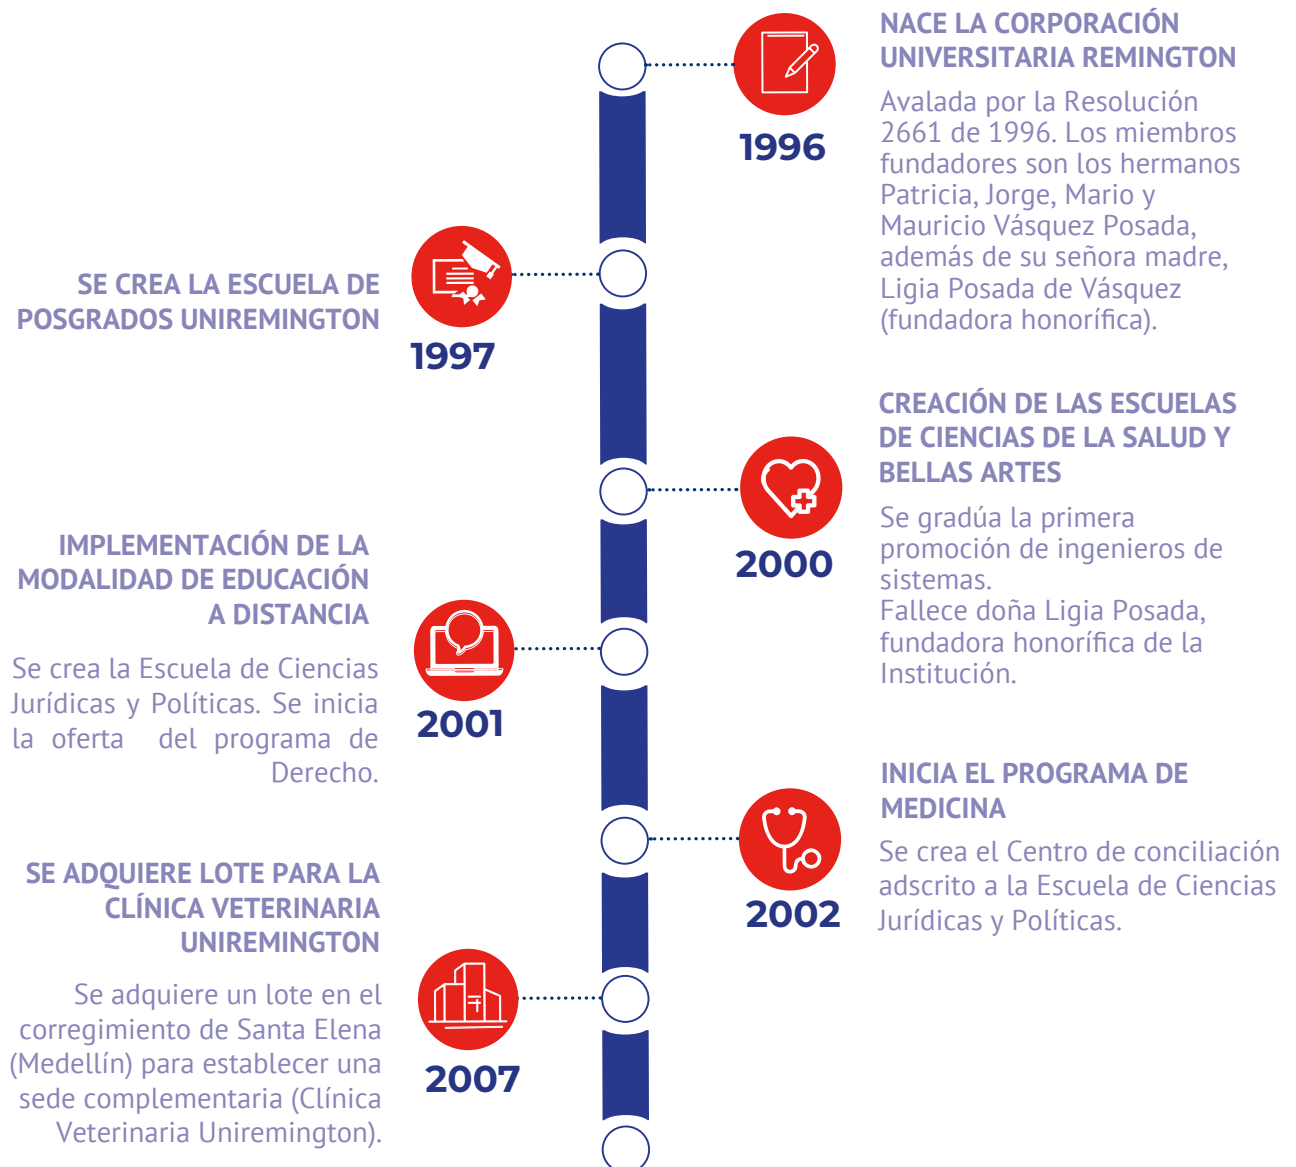 1996
NACE LA CORPORACIÓN
UNIVERSITARIA REMINGTON
Avalada por la Resolución
2661 de 1996. Los miembros
fundadores son los hermanos
Patricia, Jorge, Mario y
Mauricio Vásquez Posada,
además de su señora madre,
Ligia Posada de Vásquez
(fundadora honorífica).
SE CREA LA ESCUELA DE
POSGRADOS UNIREMINGTON
1997
CREACIÓN DE LAS ESCUELAS
DE CIENCIAS DE LA SALUD Y
BELLAS ARTES
2000
Se gradúa la primera
promoción de ingenieros de
sistemas.
Fallece doña Ligia Posada,
fundadora honorífica de la
Institución.
IMPLEMENTACIÓN DE LA
MODALIDAD DE EDUCACIÓN
A DISTANCIA
Se crea la Escuela de Ciencias
Jurídicas y Políticas. Se inicia
la oferta del programa de
Derecho.
2001
INICIA EL PROGRAMA DE
MEDICINA
Se crea el Centro de conciliación
adscrito a la Escuela de Ciencias
Jurídicas y Políticas.
2002
SE ADQUIERE LOTE PARA LA
CLÍNICA VETERINARIA
UNIREMINGTON
Se adquiere un lote en el
corregimiento de Santa Elena
(Medellín) para establecer una
sede complementaria (Clínica
Veterinaria Uniremington).
2007